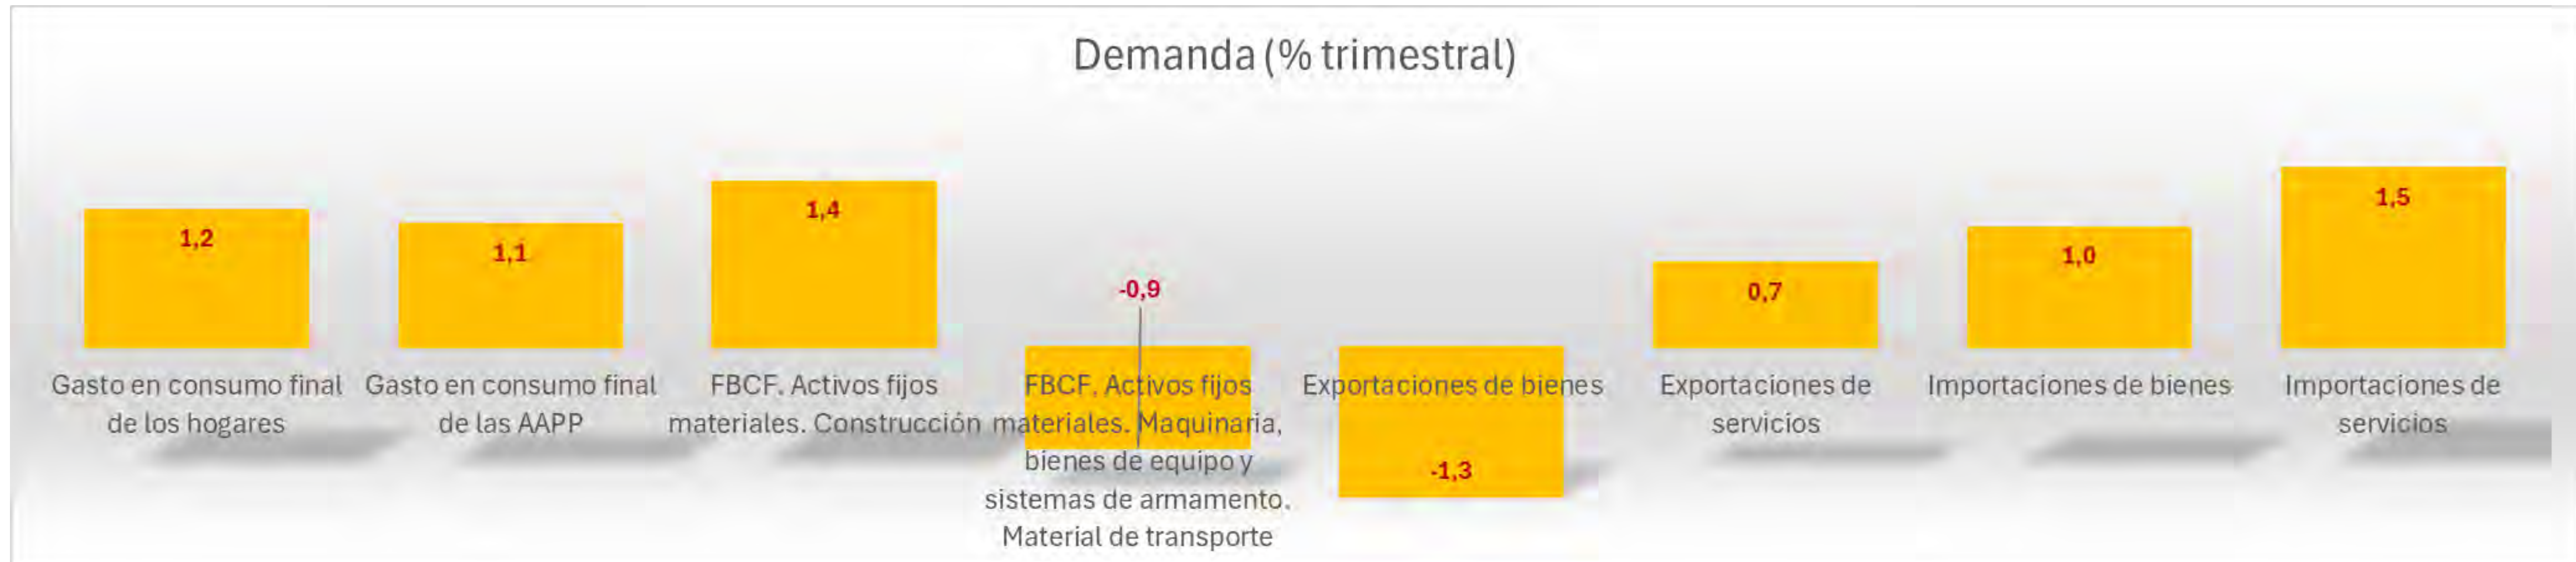 Demanda (% trimestral)
1,2
1,1
1,4
-0,9
-1,3
0,7
1,0
1,5
Gasto en consumo final
de los hogares
Gasto en consumo final
de las AAPP
FBCF. Activos fijos
materiales. Construcción
FBCF. Activos fijos
materiales. Maquinaria,
bienes de equipo y
sistemas de armamento.
Material de transporte
Exportaciones de bienes
Exportaciones de
servicios
Importaciones de bienes
Importaciones de
servicios